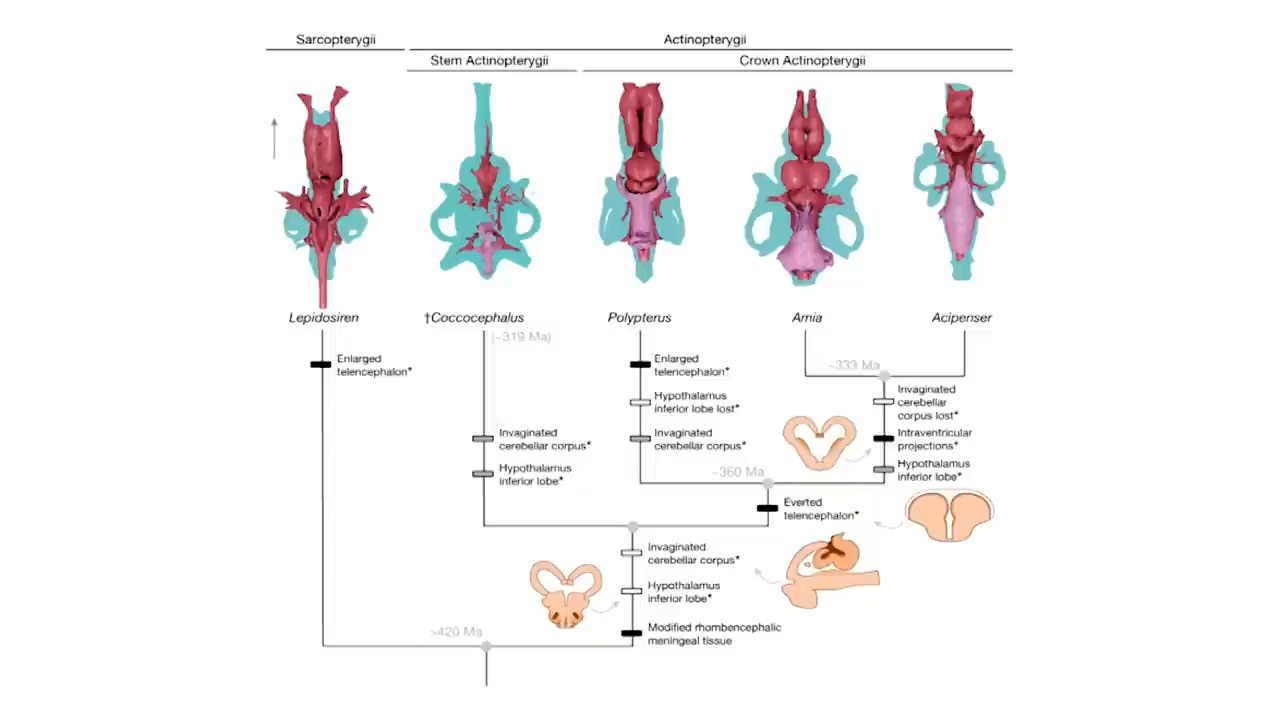 Sarcopterygii
Actinopterygii
Stem Actinopterygii
Crown Actinopterygii
Lepidosiren
†Coccocephalus
Polypterus
Amia
Acipenser
(~319 Ma)
~333 Ma
Enlarged
telencephalon*
Enlarged
telencephalon*
Hypothalamus
inferior lobe lost*
Invaginated
cerebellar
corpus lost*
Invaginated
cerebellar corpus*
Invaginated
cerebellar corpus*
Intraventricular
projections*
Hypothalamus
inferior lobe*
Hypothalamus
inferior lobe*
~360 Ma
Everted
telencephalon*
Invaginated
cerebellar corpus*
Hypothalamus
inferior lobe*
Modified rhombencephalic
meningeal tissue
>420 Ma